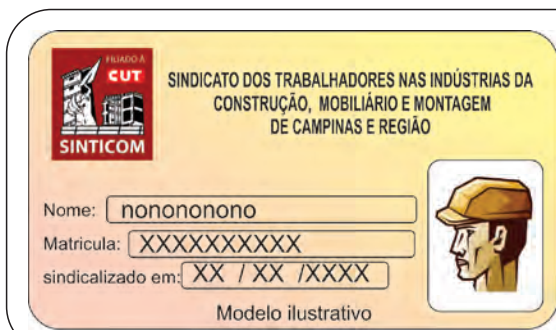 FILIADO À
CUT
SINTICOM
SINDICATO DOS TRABALHADORES NAS INDÚSTRIAS DA
CONSTRUÇÃO, MOBILIÁRIO E MONTAGEM
DE CAMPINAS E REGIÃO
Nome: nonononono
Matricula: XXXXXXXXXX
sindicalizado em: XX / XX /XXXX
Modelo ilustrativo